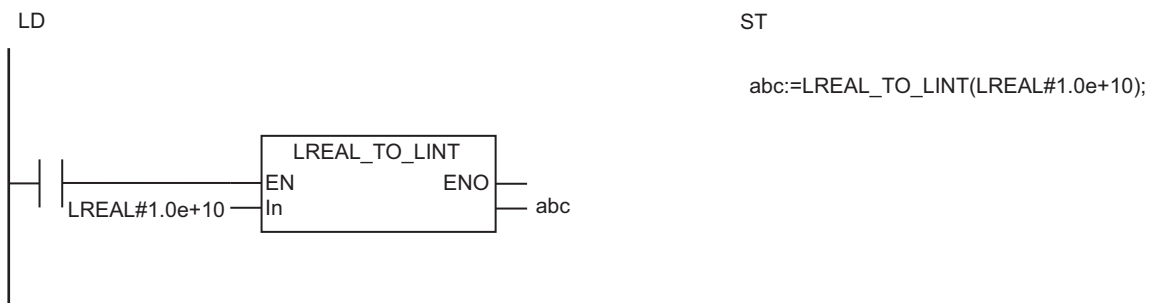 LD
ST
abc:=LREAL_TO_LINT(LREAL#1.0e+10);
LREAL_TO_LINT
EN ENO
LREAL#1.0e+10 In abc